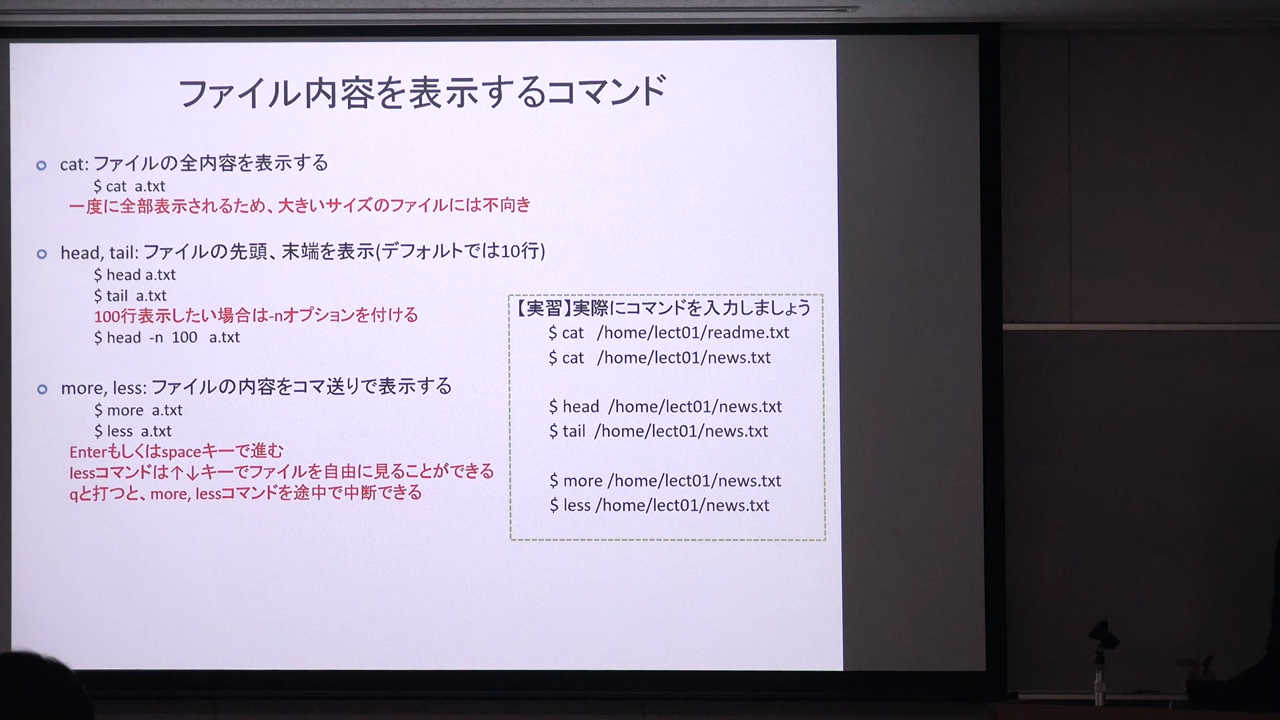 ファイル内容を表示するコマンド
cat: ファイルの全内容を表示する
$ cat a.txt
一度に全部表示されるため、大きいサイズのファイルには不向き
head, tail: ファイルの先頭、末端を表示(デフォルトでは10行)
$ head a.txt
$ tail a.txt
100行表示したい場合は-nオプションを付ける
$ head -n 100 a.txt
more, less: ファイルの内容をコマ送りで表示する
$ more a.txt
$ less a.txt
Enterもしくはspaceキーで進む
lessコマンドは↑↓キーでファイルを自由に見ることができる
qと打つと、more, lessコマンドを途中で中断できる
【実習】実際にコマンドを入力しましょう
$ cat /home/lect01/readme.txt
$ cat /home/lect01/news.txt
$ head /home/lect01/news.txt
$ tail /home/lect01/news.txt
$ more /home/lect01/news.txt
$ less /home/lect01/news.txt